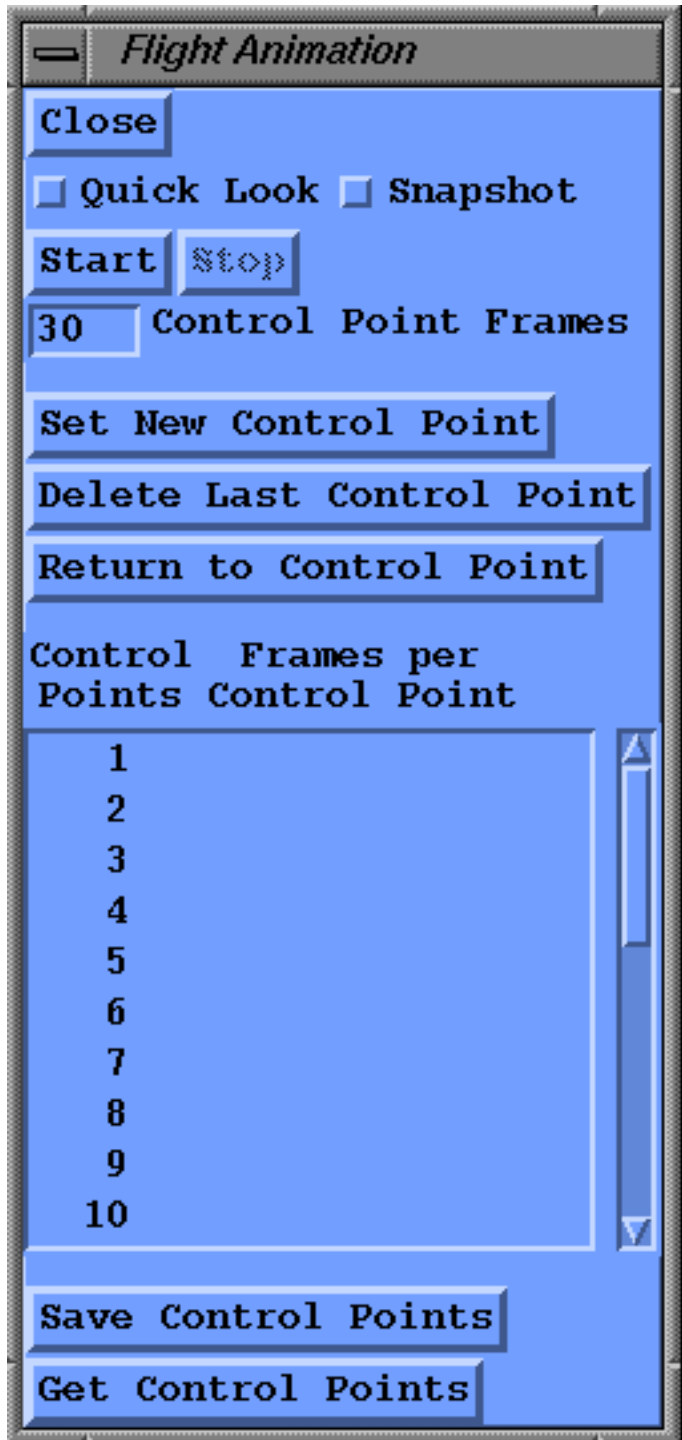 Flight Animation
Close
Quick Look Snapshot
Start Stop
30 Control Point Frames
Set New Control Point
Delete Last Control Point
Return to Control Point
Control Frames per
Points Control Point
1
2
3
4
5
6
7
8
9
10
Save Control Points
Get Control Points